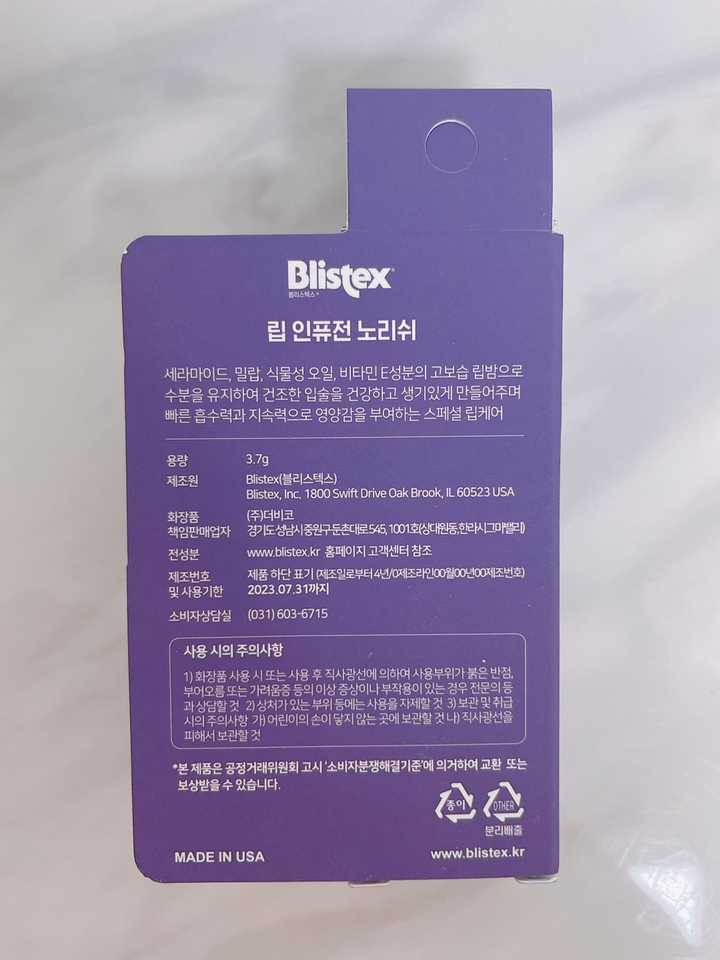 Blistex®
블리스텍스®
립 인퓨전 노리쉬
세라마이드, 밀랍, 식물성 오일, 비타민 E성분의 고보습 립밤으로
수분을 유지하여 건조한 입술을 건강하고 생기있게 만들어주며
빠른 흡수력과 지속력으로 영양감을 부여하는 스페셜 립케어
용량 3.7g
제조원 Blistex(블리스텍스)
Blistex, Inc. 1800 Swift Drive Oak Brook, IL 60523 USA
화장품 (주)더비코
책임판매업자 경기도 성남시 중원구 둔촌대로 545, 1001호(상대원동,한라시그마밸리)
전성분 www.blistex.kr 홈페이지 고객센터 참조
제조번호 제품 하단 표기 (제조일로부터 4년/0제조라인00월00년00제조번호)
및 사용기한 2023.07.31까지
소비자상담실 (031) 603-6715
사용 시의 주의사항
1) 화장품 사용 시 또는 사용 후 직사광선에 의하여 사용부위가 붉은 반점,
부어오름 또는 가려움증 등의 이상 증상이나 부작용이 있는 경우 전문의 등
과 상담할 것 2) 상처가 있는 부위 등에는 사용을 자제할 것 3) 보관 및 취급
시의 주의사항 가) 어린이의 손이 닿지 않는 곳에 보관할 것 나) 직사광선을
피해서 보관할 것
*본 제품은 공정거래위원회 고시 '소비자분쟁해결기준'에 의거하여 교환 또는
보상받을 수 있습니다.
종이 OTHER
분리배출
MADE IN USA www.blistex.kr